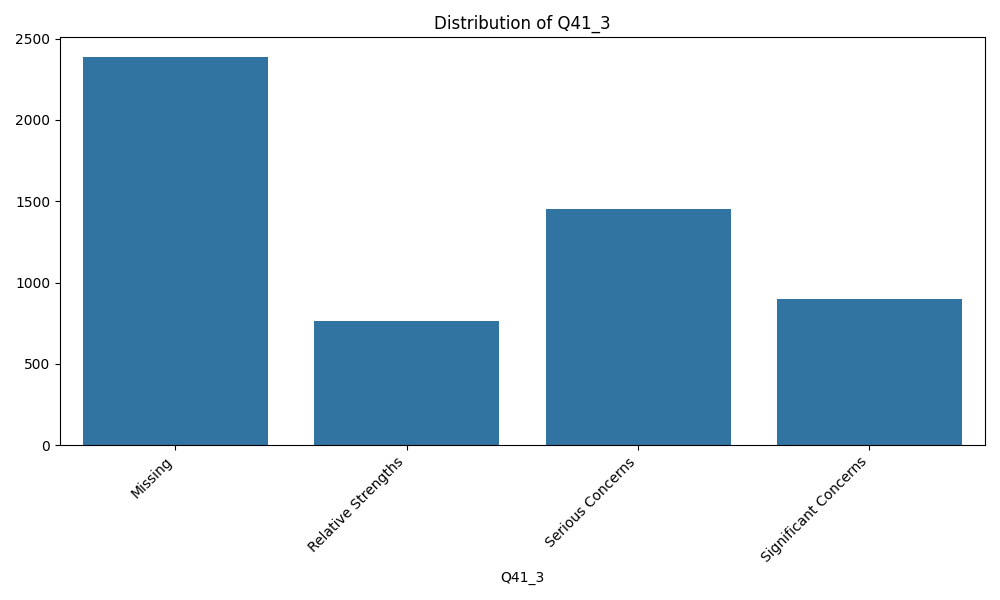 Distribution of Q41_3
2500
2000
1500
1000
500
0
Missing
Relative Strengths
Serious Concerns
Significant Concerns
Q41_3